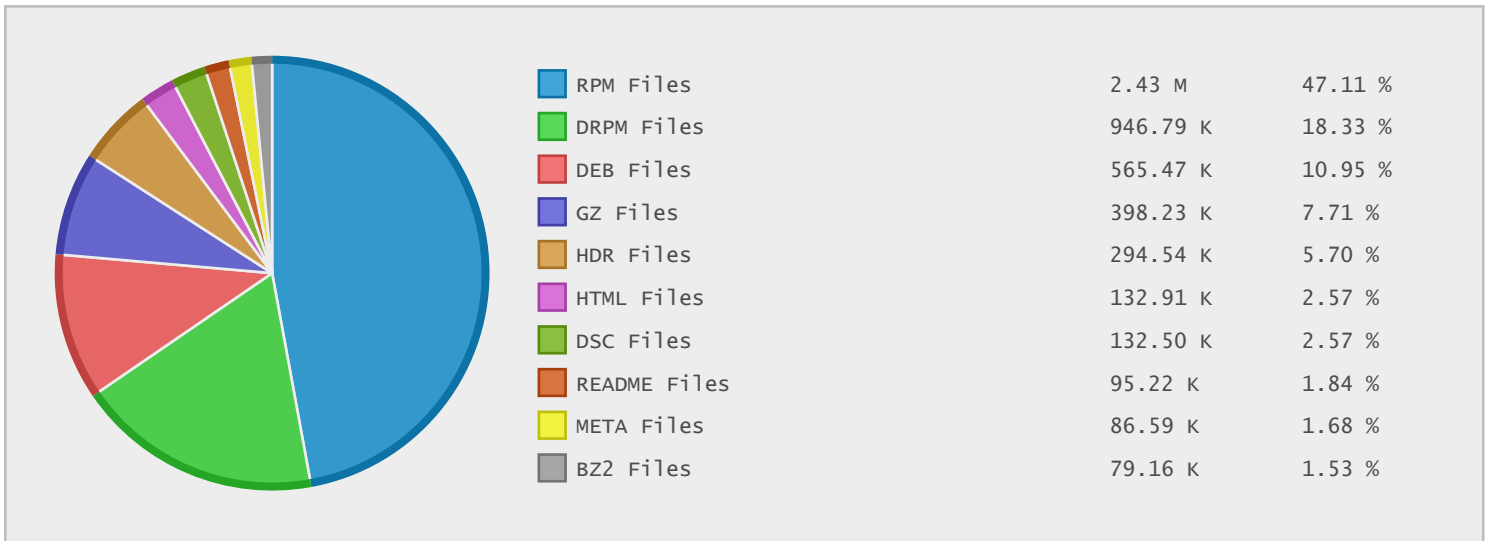 RPM Files 2.43 M 47.11 %
DRPM Files 946.79 K 18.33 %
DEB Files 565.47 K 10.95 %
GZ Files 398.23 K 7.71 %
HDR Files 294.54 K 5.70 %
HTML Files 132.91 K 2.57 %
DSC Files 132.50 K 2.57 %
README Files 95.22 K 1.84 %
META Files 86.59 K 1.68 %
BZ2 Files 79.16 K 1.53 %